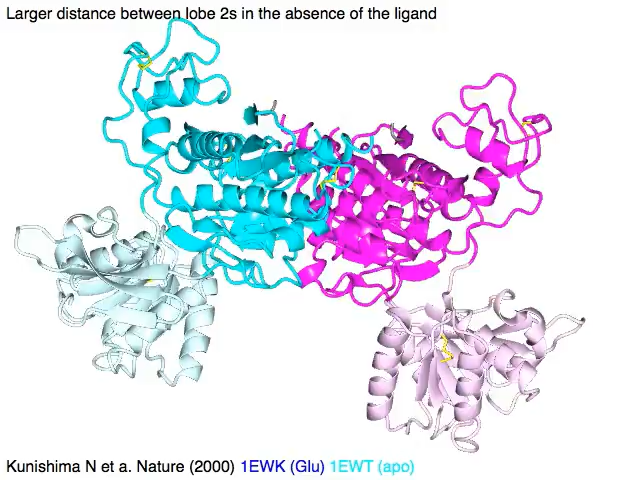 Larger distance between lobe 2s in the absence of the ligand
Kunishima N et a. Nature (2000) 1EWK (Glu) 1EWT (apo)